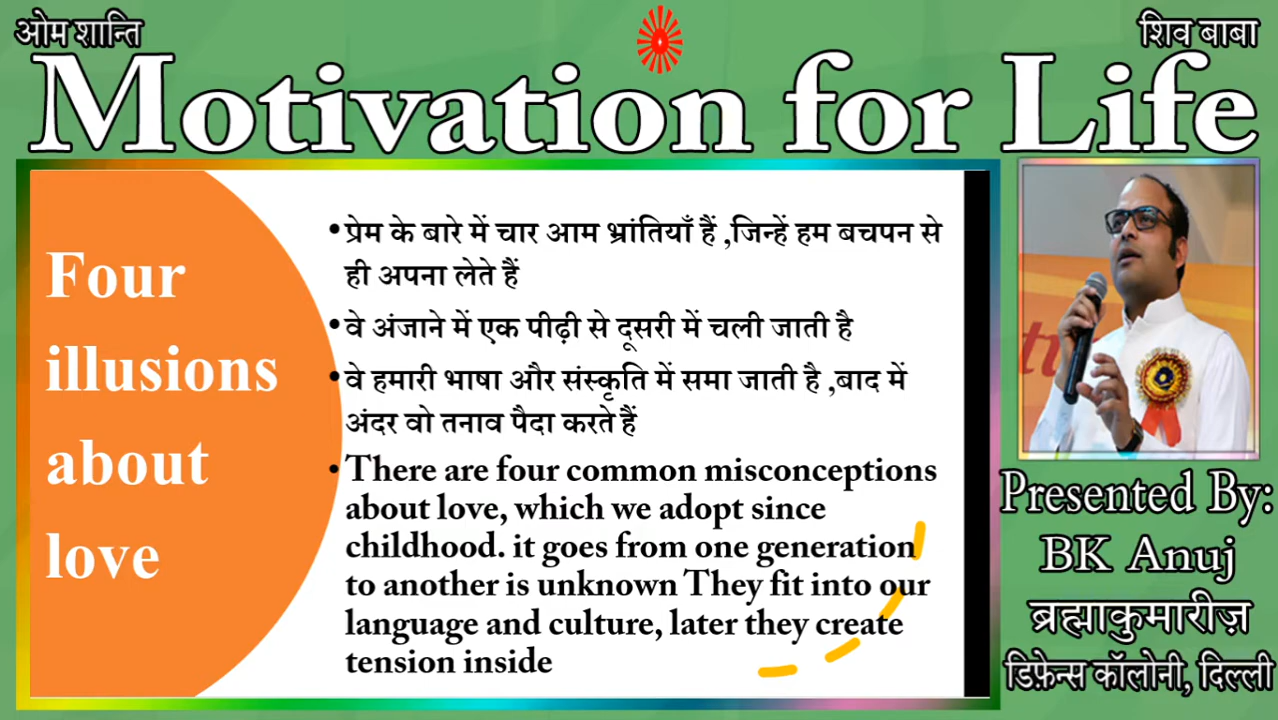 ओम शान्ति
शिव बाबा
Motivation for Life
Four
illusions
about
love
•प्रेम के बारे में चार आम भ्रांतियाँ हैं ,जिन्हें हम बचपन से
ही अपना लेते हैं
•वे अंजाने में एक पीढ़ी से दूसरी में चली जाती है
•वे हमारी भाषा और संस्कृति में समा जाती है ,बाद में
अंदर वो तनाव पैदा करते हैं
• There are four common misconceptions
about love, which we adopt since
childhood. it goes from one generation
to another is unknown They fit into our
language and culture, later they create
tension inside
Presented By:
BK Anuj
ब्रह्माकुमारीज़
डिफ़ेन्स कॉलोनी, दिल्ली